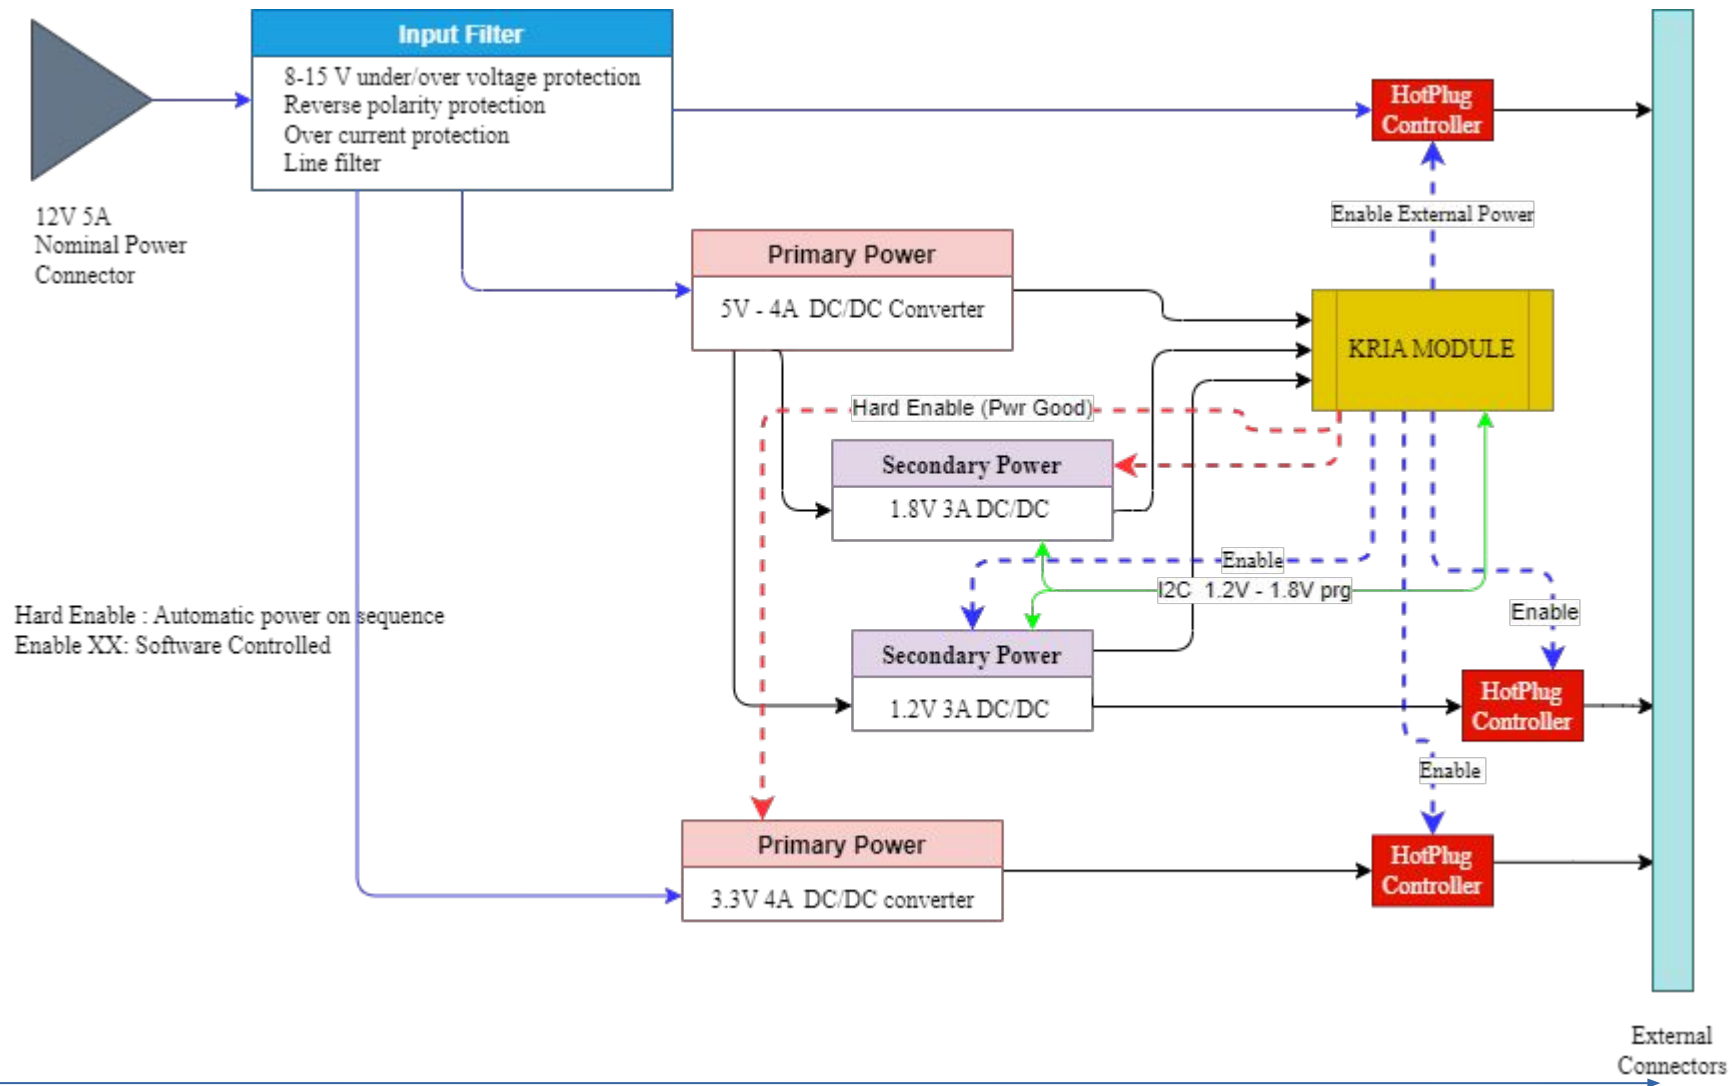 Input Filter
8-15 V under/over voltage protection
Reverse polarity protection
Over current protection
Line filter
12V 5A
Nominal Power
Connector
HotPlug
Controller
Enable External Power
Primary Power
5V - 4A DC/DC Converter
KRIA MODULE
Hard Enable (Pwr Good)
Secondary Power
1.8V 3A DC/DC
Enable
I2C 1.2V - 1.8V prg
Enable
Hard Enable : Automatic power on sequence
Enable XX: Software Controlled
Secondary Power
1.2V 3A DC/DC
HotPlug
Controller
Enable
Primary Power
3.3V 4A DC/DC converter
HotPlug
Controller
External
Connectors